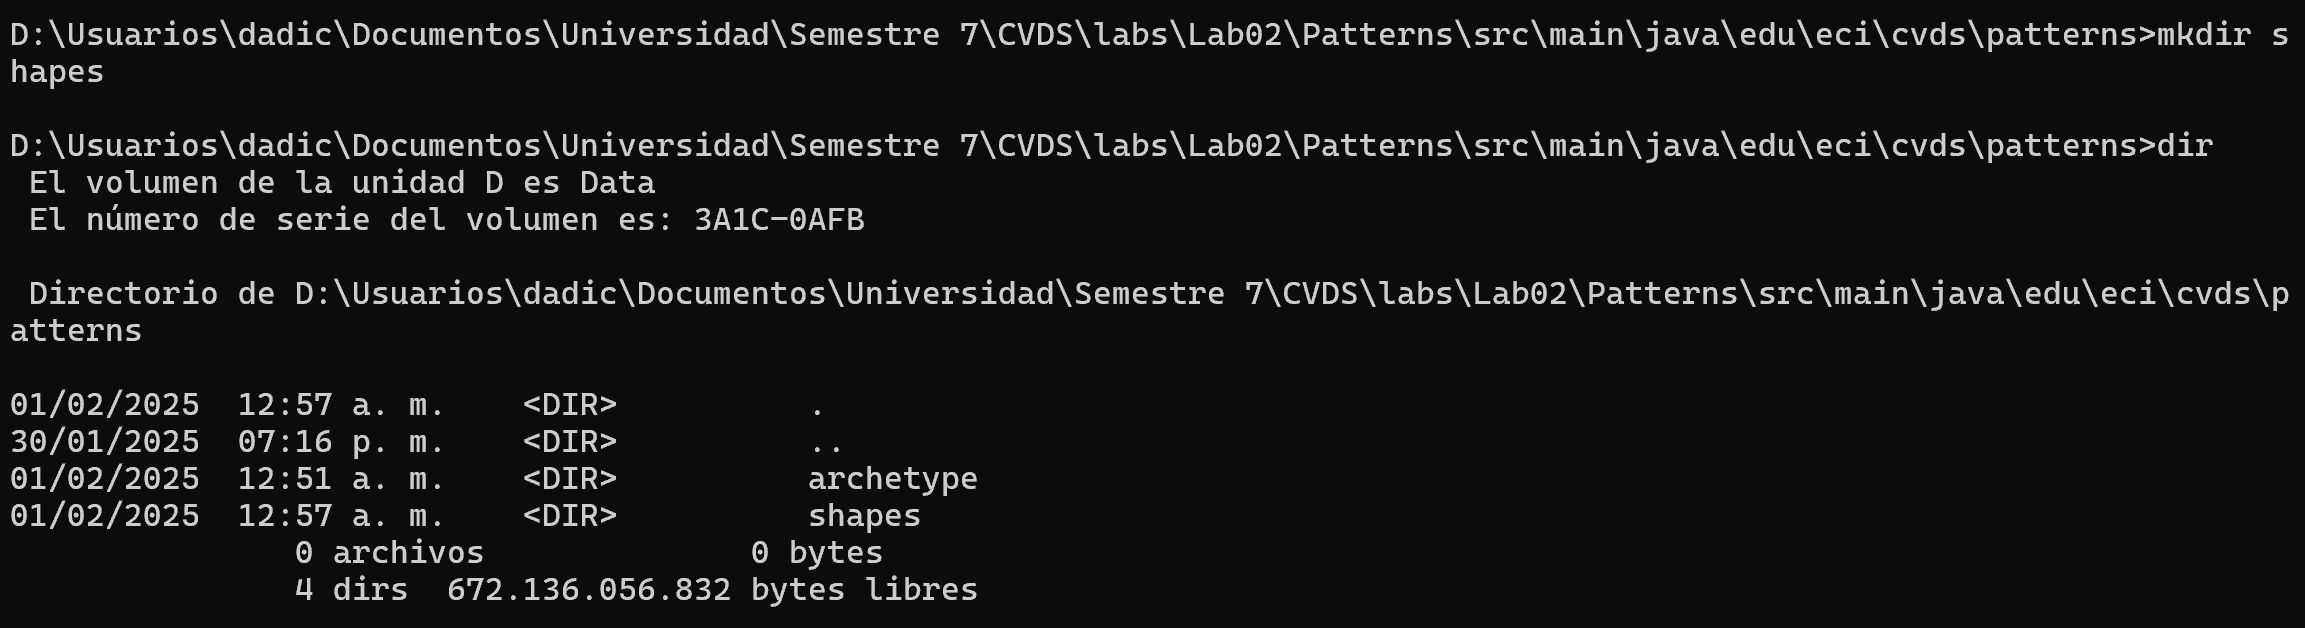 D:\Usuarios\dadic\Documentos\Universidad\Semestre 7\CVDS\labs\Lab02\Patterns\src\main\java\edu\eci\cvds\patterns>mkdir s
hapes
D:\Usuarios\dadic\Documentos\Universidad\Semestre 7\CVDS\labs\Lab02\Patterns\src\main\java\edu\eci\cvds\patterns>dir
El volumen de la unidad D es Data
El número de serie del volumen es: 3A1C-0AFB
Directorio de D:\Usuarios\dadic\Documentos\Universidad\Semestre 7\CVDS\labs\Lab02\Patterns\src\main\java\edu\eci\cvds\p
atterns
01/02/2025  12:57 a. m.    <DIR>          .
30/01/2025  07:16 p. m.    <DIR>          ..
01/02/2025  12:51 a. m.    <DIR>          archetype
01/02/2025  12:57 a. m.    <DIR>          shapes
               0 archivos              0 bytes
               4 dirs  672.136.056.832 bytes libres